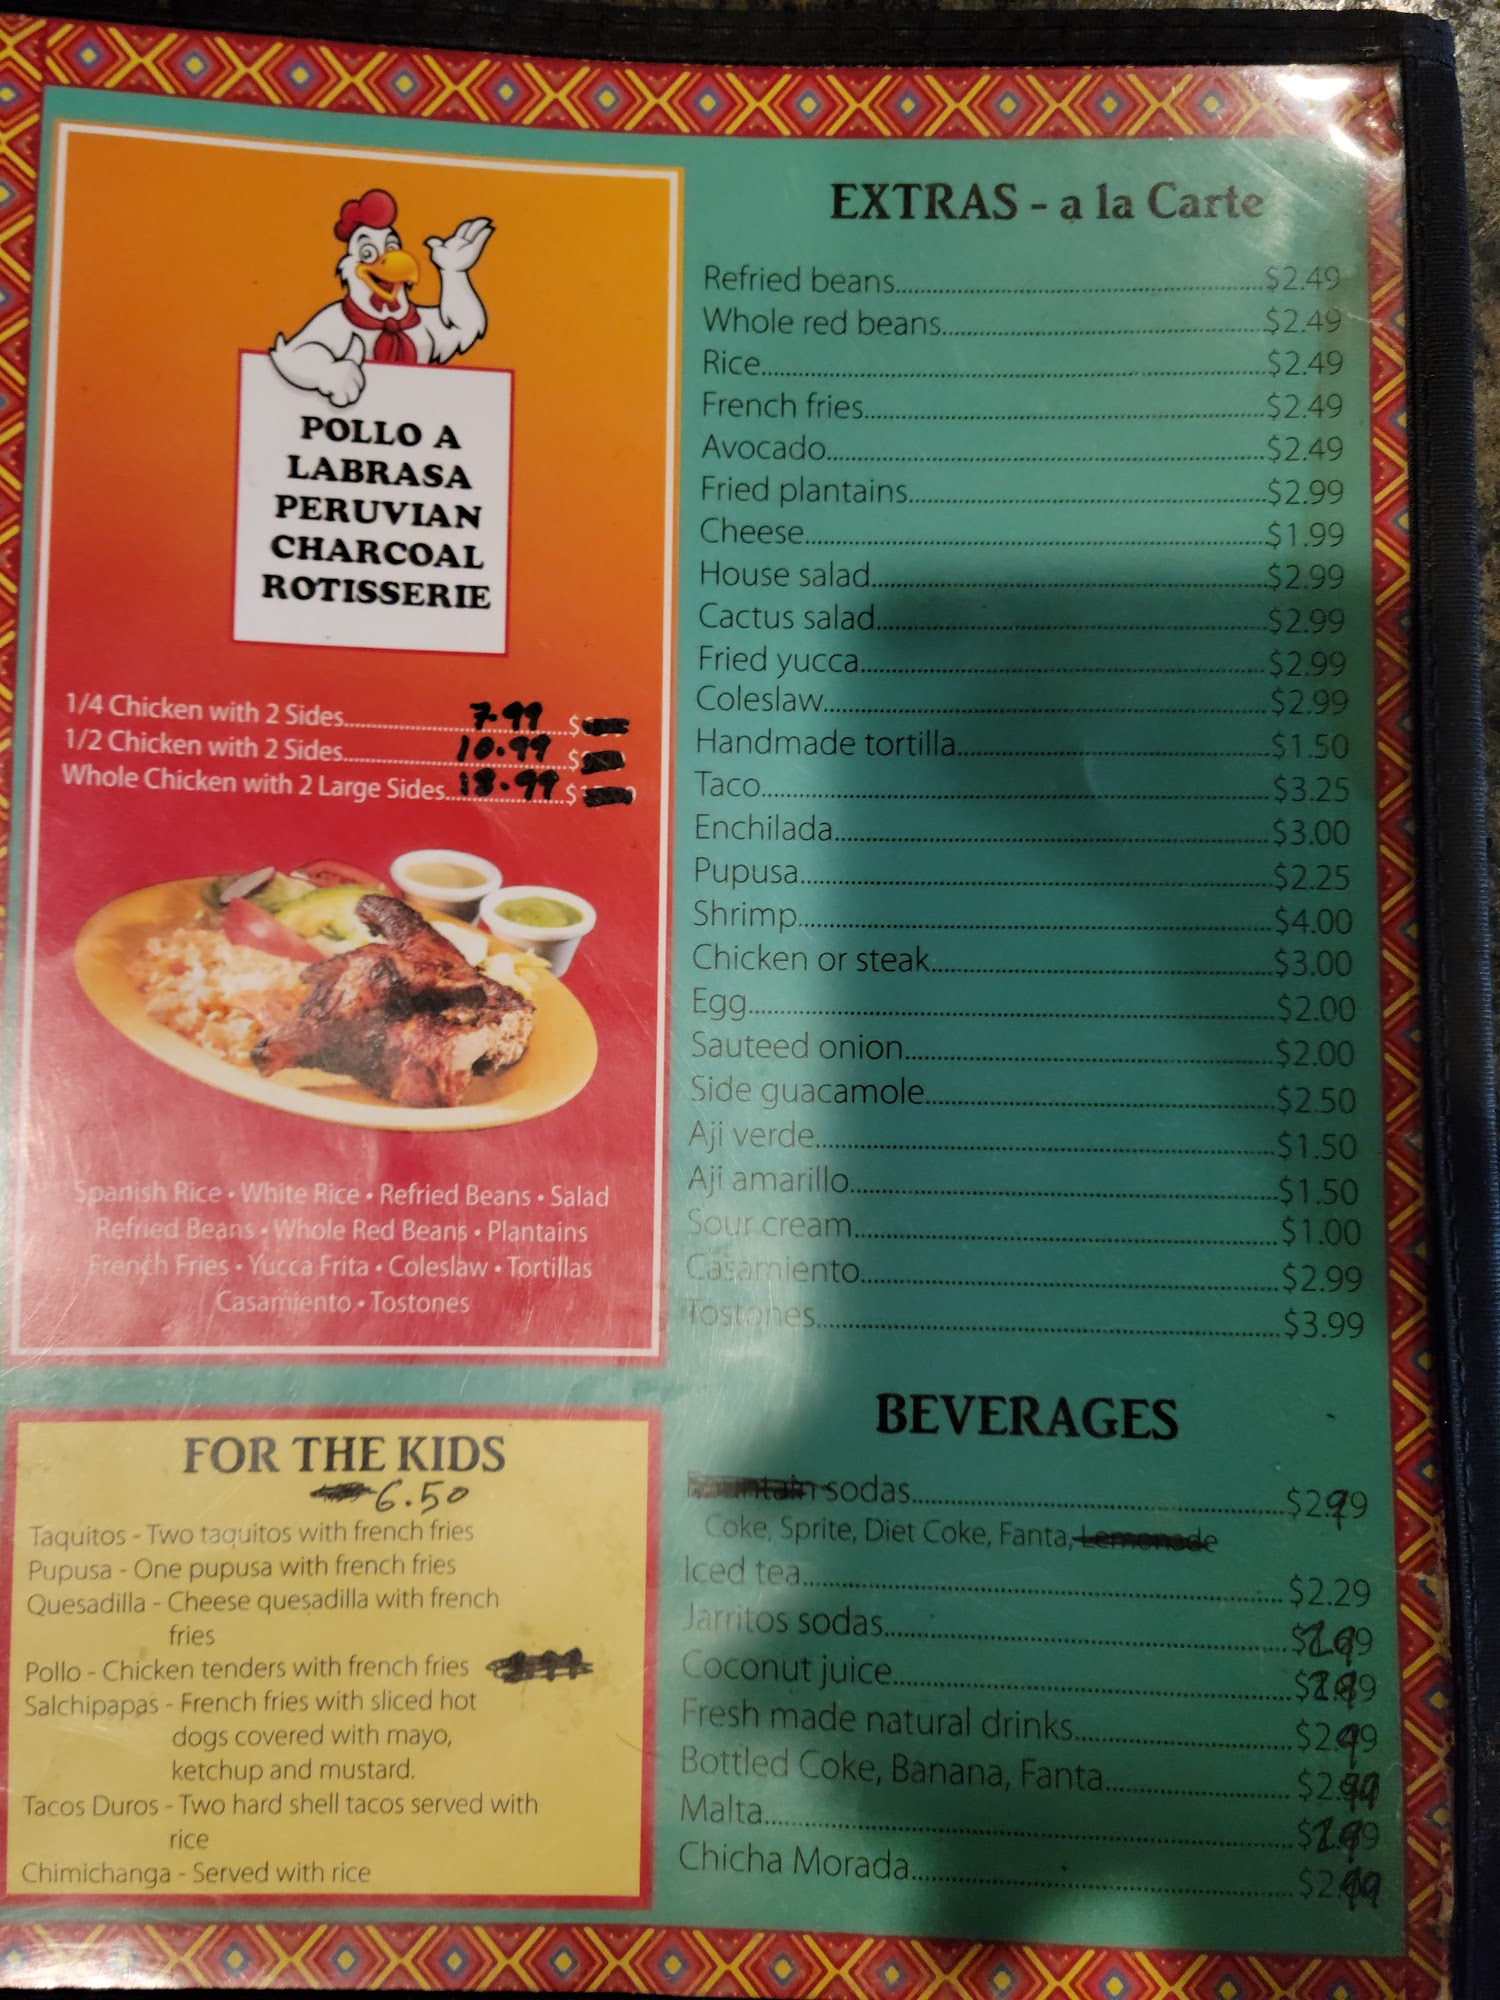 POLLO A
LABRASA
PERUVIAN
CHARCOAL
ROTISSERIE
1/4 Chicken with 2 Sides 7.99 $
1/2 Chicken with 2 Sides 10.99 $
Whole Chicken with 2 Large Sides 18.99 $
Spanish Rice • White Rice • Refried Beans • Salad
Refried Beans • Whole Red Beans • Plantains
French Fries • Yucca Frita • Coleslaw • Tortillas
Casamiento • Tostones
FOR THE KIDS
6.50
Taquitos - Two taquitos with french fries
Pupusa - One pupusa with french fries
Quesadilla - Cheese quesadilla with french
fries
Pollo - Chicken tenders with french fries
Salchipapas - French fries with sliced hot
dogs covered with mayo,
ketchup and mustard.
Tacos Duros - Two hard shell tacos served with
rice
Chimichanga - Served with rice
EXTRAS - a la Carte
Refried beans $2.49
Whole red beans $2.49
Rice $2.49
French fries $2.49
Avocado $2.49
Fried plantains $2.99
Cheese $1.99
House salad $2.99
Cactus salad $2.99
Fried yucca $2.99
Coleslaw $2.99
Handmade tortilla $1.50
Taco $3.25
Enchilada $3.00
Pupusa $2.25
Shrimp $4.00
Chicken or steak $3.00
Egg $2.00
Sauteed onion $2.00
Side guacamole $2.50
Aji verde $1.50
Aji amarillo $1.50
Sour cream $1.00
Casamiento $2.99
Tostones $3.99
BEVERAGES
Fountain sodas $2.99
Coke, Sprite, Diet Coke, Fanta, Lemonade
Iced tea $2.29
Jarritos sodas
Coconut juice
Fresh made natural drinks $2.99
Bottled Coke, Banana, Fanta
Malta
Chicha Morada